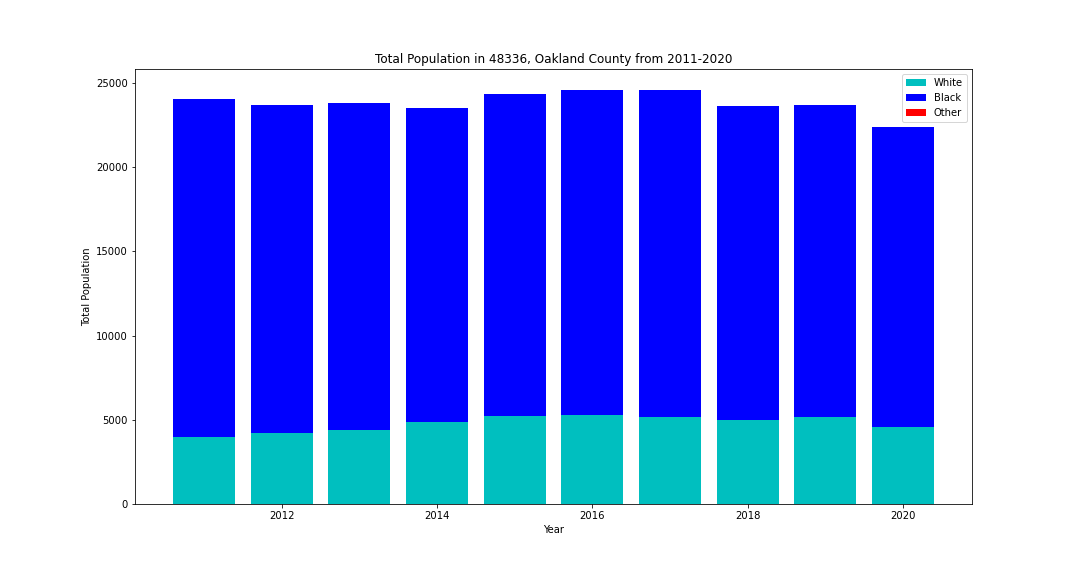 Total Population in 48336, Oakland County from 2011-2020
White
Black
Other
25000
20000
15000
10000
5000
0
Total Population
2012
2014
2016
2018
2020
Year